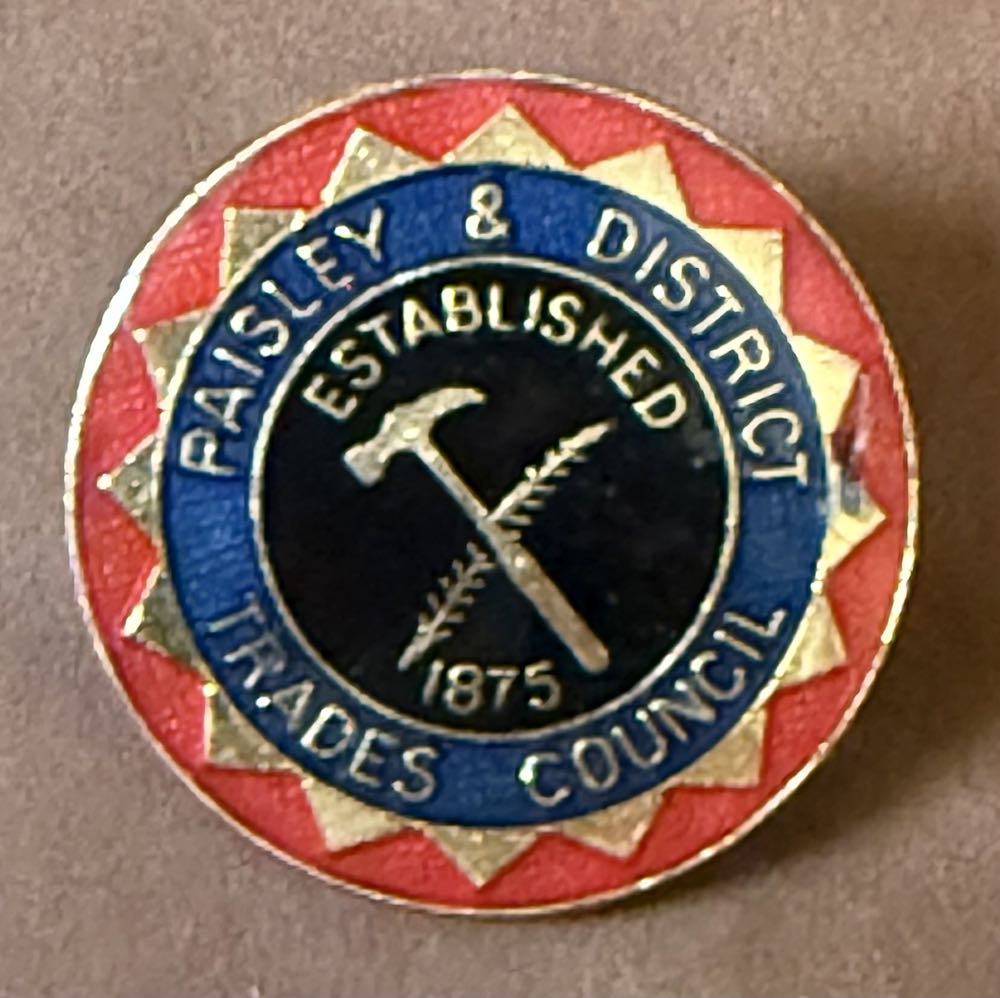 PAISLEY & DISTRICT
TRADES COUNCIL
ESTABLISHED
1875